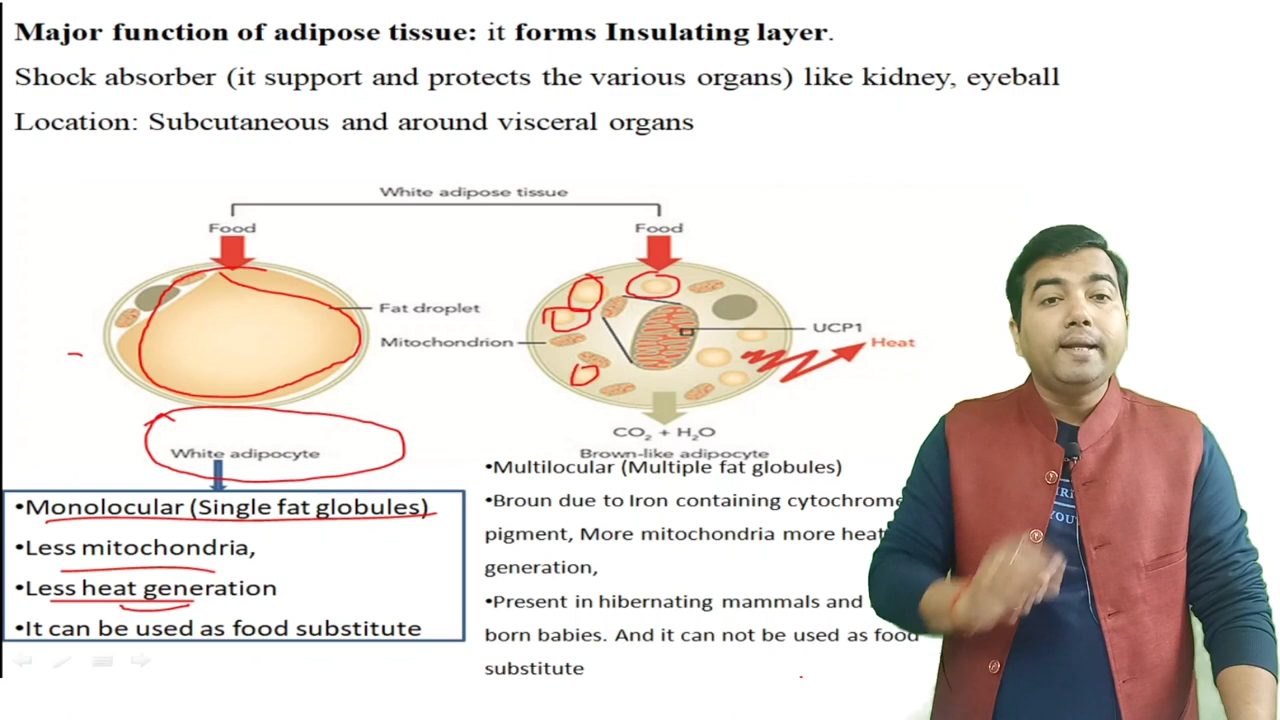 Major function of adipose tissue: it forms Insulating layer.
Shock absorber (it support and protects the various organs) like kidney, eyeball
Location: Subcutaneous and around visceral organs
White adipose tissue
Food
Food
Fat droplet
Mitochondrion
UCP1
Heat
CO₂ + H₂O
White adipocyte
Brown-like adipocyte
•Monolocular (Single fat globules)
•Less mitochondria,
•Less heat generation
•It can be used as food substitute
•Multilocular (Multiple fat globules)
•Broun due to Iron containing cytochrome
pigment, More mitochondria more heat
generation,
•Present in hibernating mammals and
born babies. And it can not be used as food
substitute
YOU